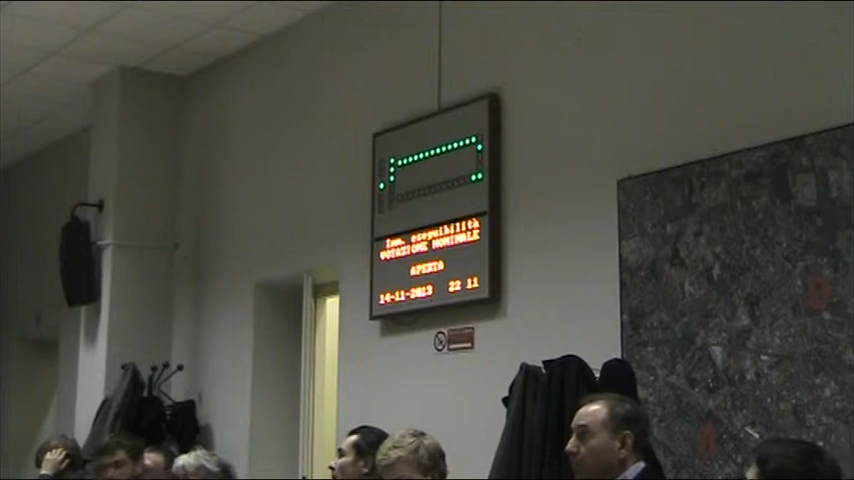 Imm. eseguibilità
VOTAZIONE NOMINALE
APERTA
14-11-2013 22 11